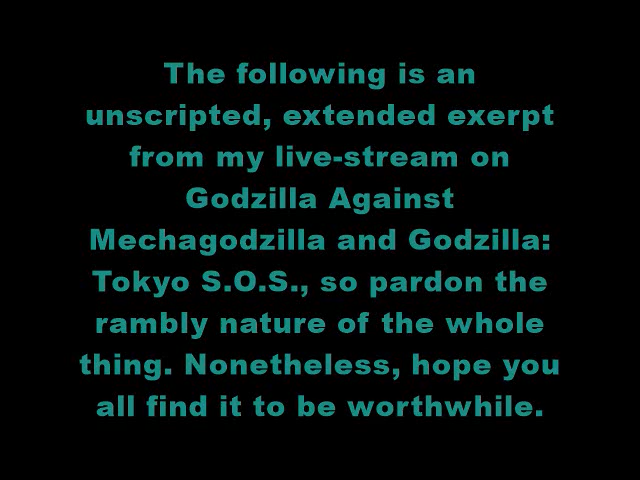 The following is an
unscripted, extended exerpt
from my live-stream on
Godzilla Against
Mechagodzilla and Godzilla:
Tokyo S.O.S., so pardon the
rambly nature of the whole
thing. Nonetheless, hope you
all find it to be worthwhile.